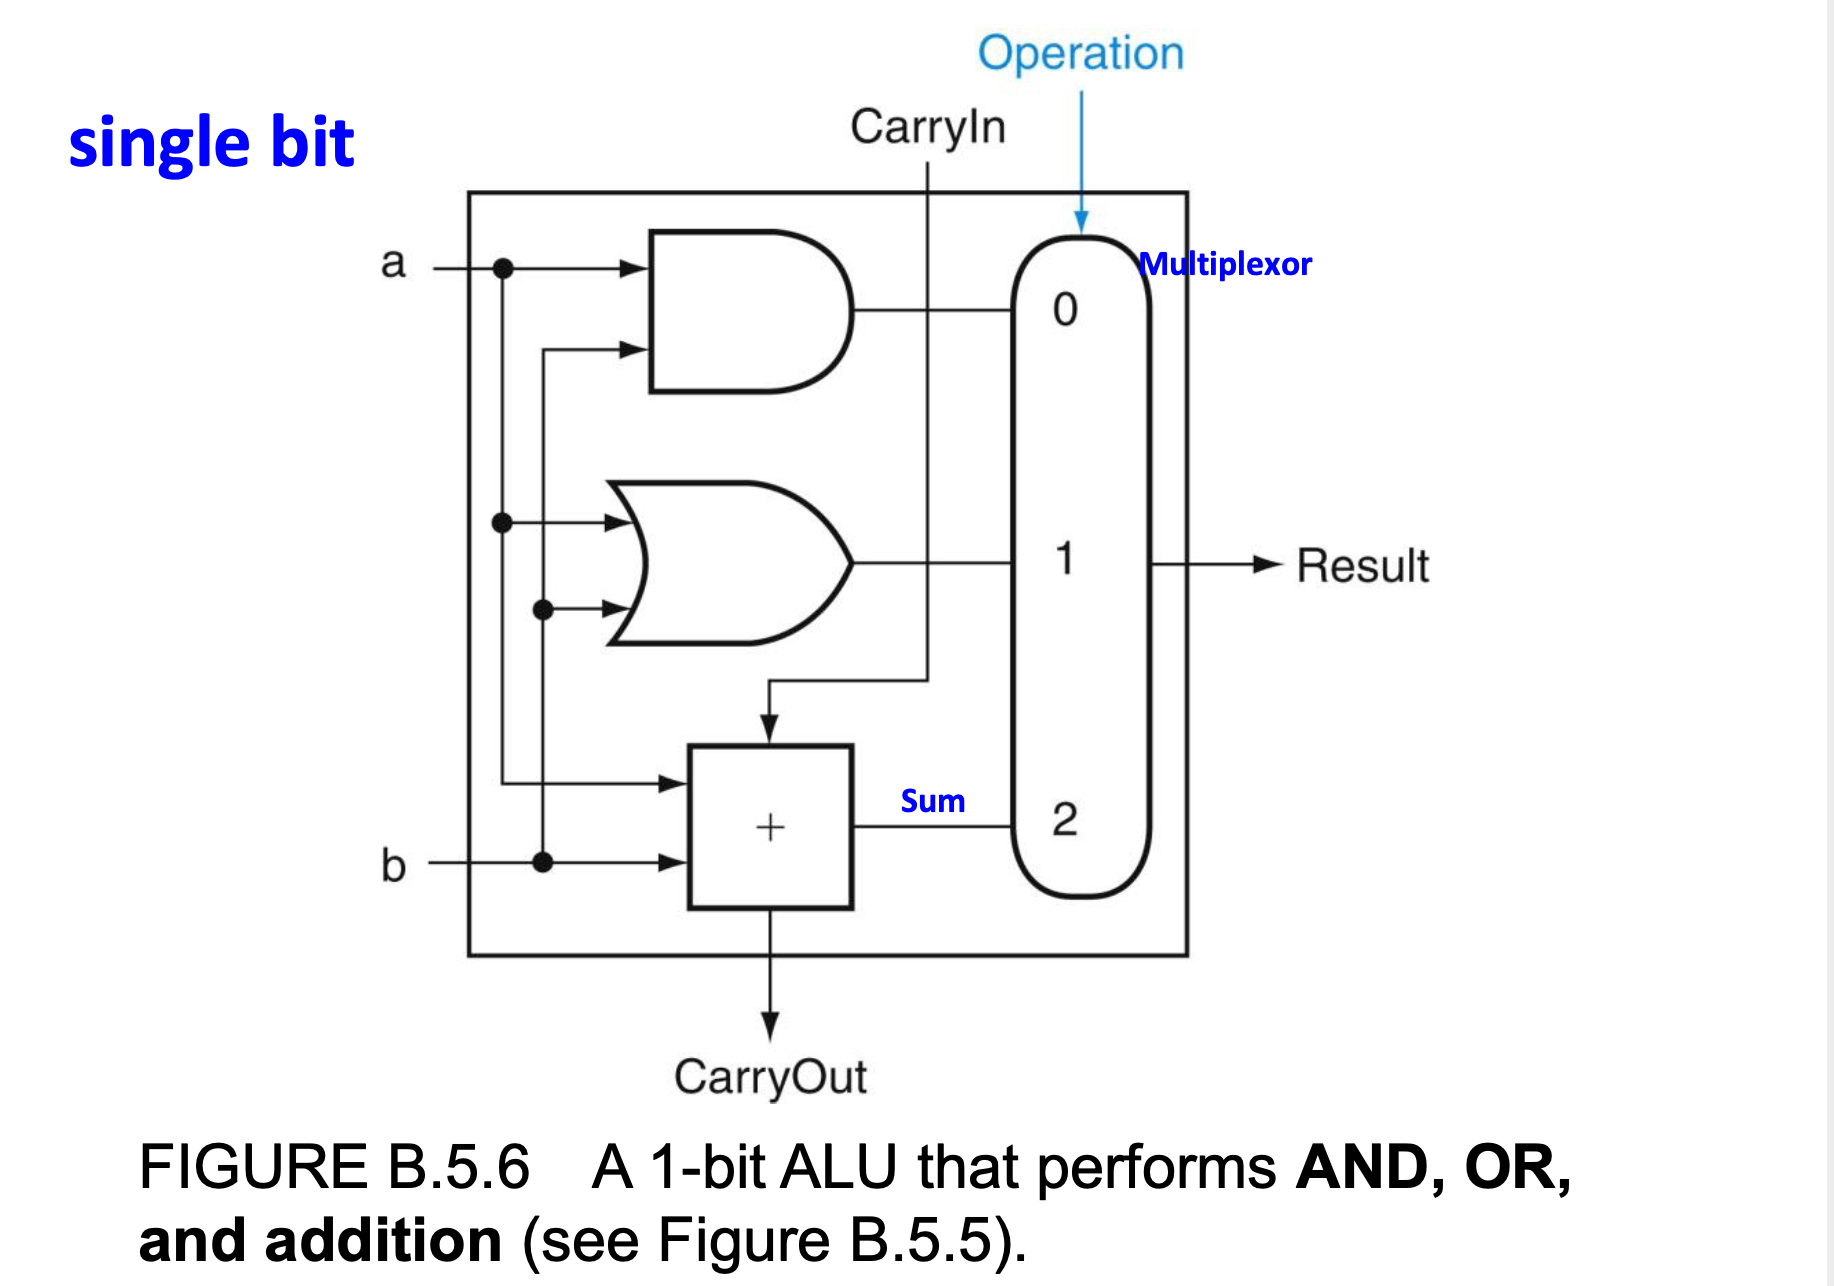 Operation
CarryIn
single bit
a
Multiplexor
0
1
Result
Sum
2
+
b
CarryOut
FIGURE B.5.6 A 1-bit ALU that performs AND, OR,
and addition (see Figure B.5.5).